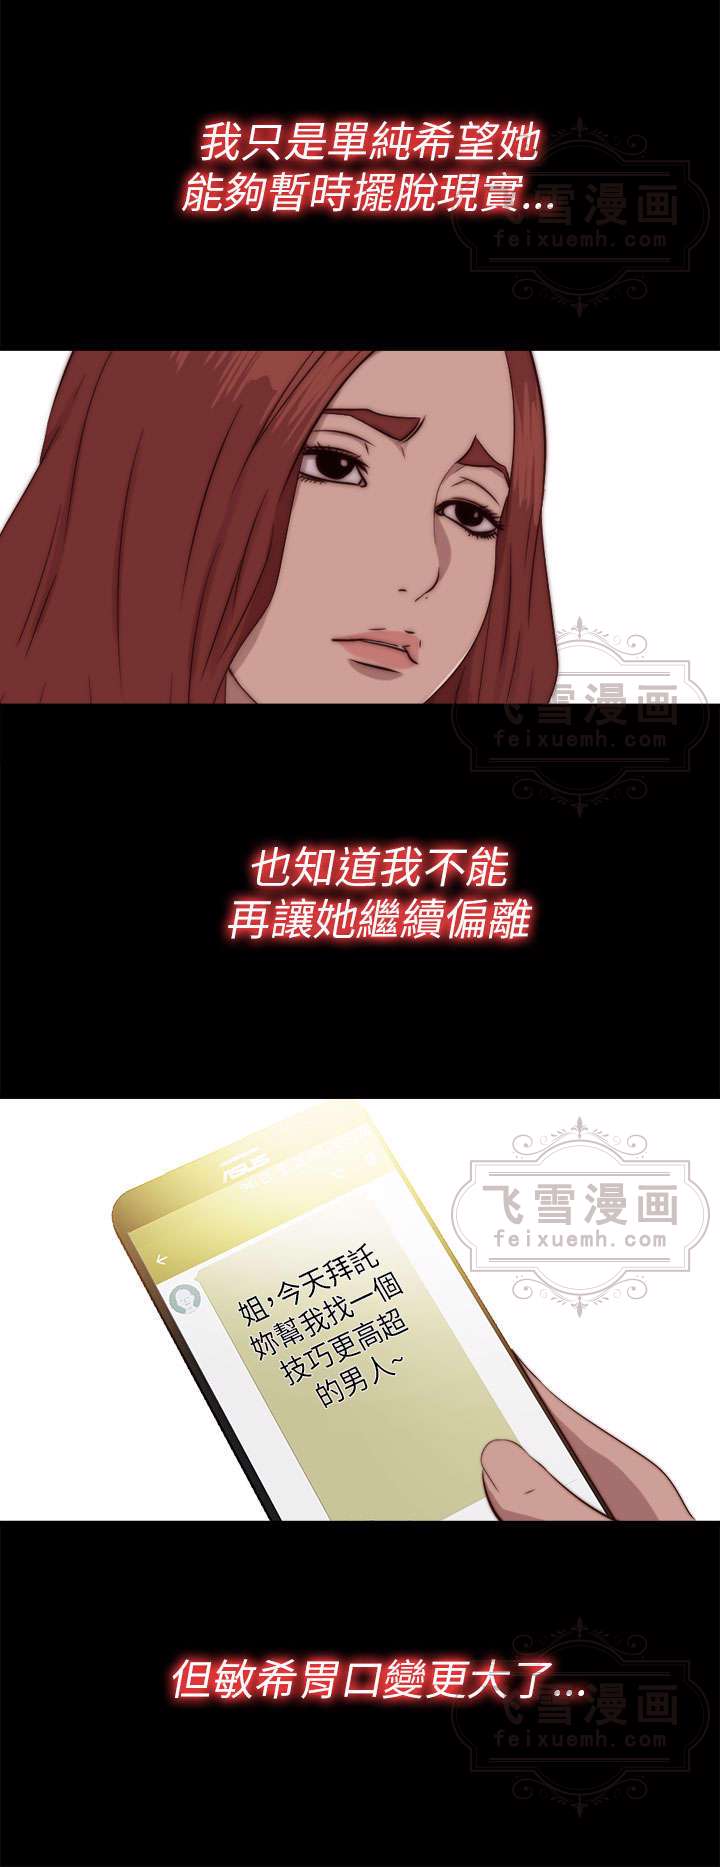 我只是單純希望她
能夠暫時擺脫現實...
飞雪漫画
feixuemh.com
飞雪漫画
feixuemh.com
也知道我不能
再讓她繼續偏離
ASUS
飞雪漫画
feixuemh.com
姐，今天拜託
妳幫我找一個
技巧更高超
的男人~
但敏希胃口變更大了...
飞雪漫画
feixuemh.com